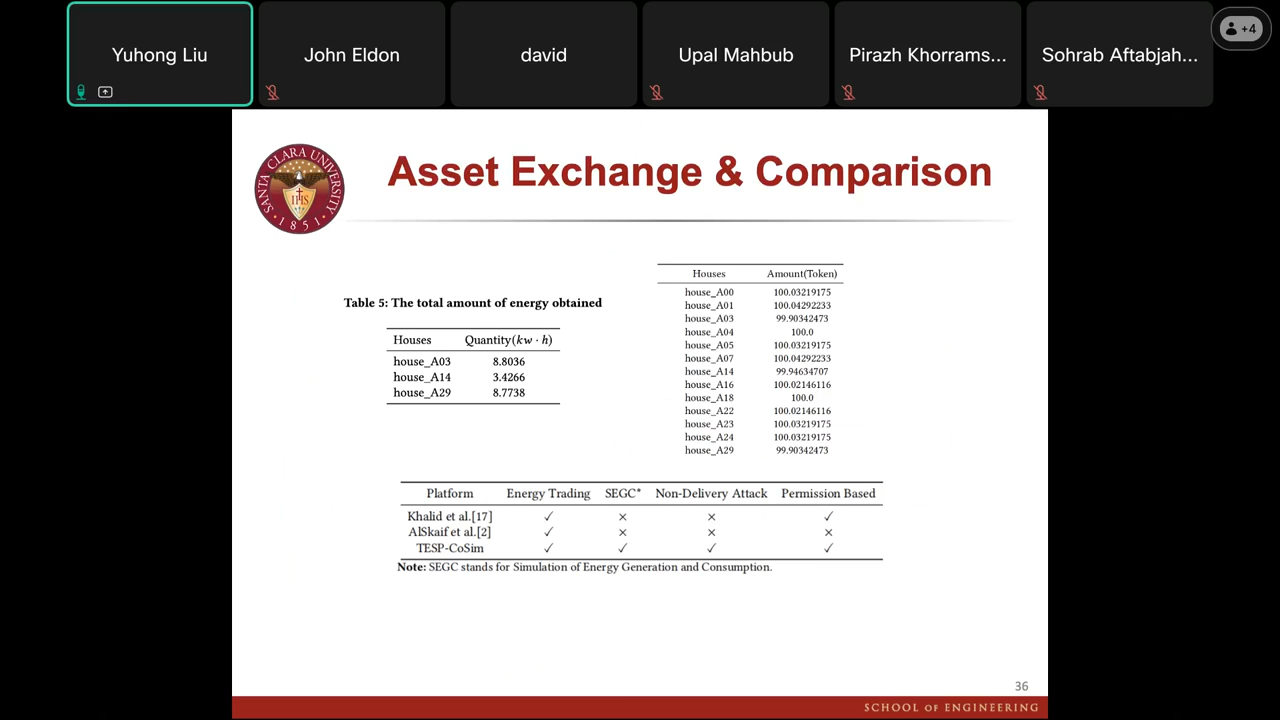 Yuhong Liu
John Eldon
david
Upal Mahbub
Pirazh Khorrams...
Sohrab Aftabjah...
+4
SANTA CLARA UNIVERSITY
IHS
· 1851 ·
Asset Exchange & Comparison
Table 5: The total amount of energy obtained
Houses Quantity(kw · h)
house_A03 8.8036
house_A14 3.4266
house_A29 8.7738
Houses Amount(Token)
house_A00 100.03219175
house_A01 100.04292233
house_A03 99.90342473
house_A04 100.0
house_A05 100.03219175
house_A07 100.04292233
house_A14 99.94634707
house_A16 100.02146116
house_A18 100.0
house_A22 100.02146116
house_A23 100.03219175
house_A24 100.03219175
house_A29 99.90342473
Platform Energy Trading SEGC* Non-Delivery Attack Permission Based
Khalid et al.[17] ✓ × × ✓
AlSkaif et al.[2] ✓ × × ×
TESP-CoSim ✓ ✓ ✓ ✓
Note: SEGC stands for Simulation of Energy Generation and Consumption.
36
SCHOOL OF ENGINEERING